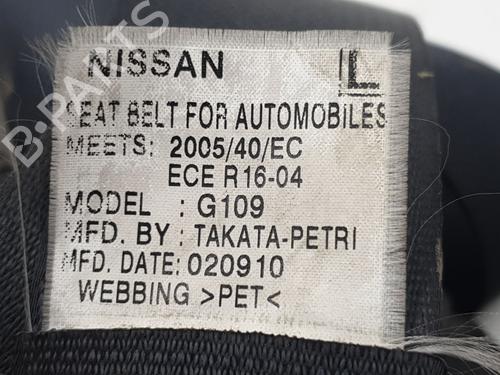 NISSAN L
SEAT BELT FOR AUTOMOBILES
MEETS: 2005/40/EC
ECE R16-04
MODEL : G109
MFD. BY : TAKATA-PETRI
MFD. DATE: 020910
WEBBING >PET<
B-PARTS